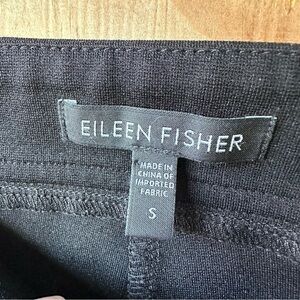 EILEEN FISHER
MADE IN
CHINA OF
IMPORTED
FABRIC
S